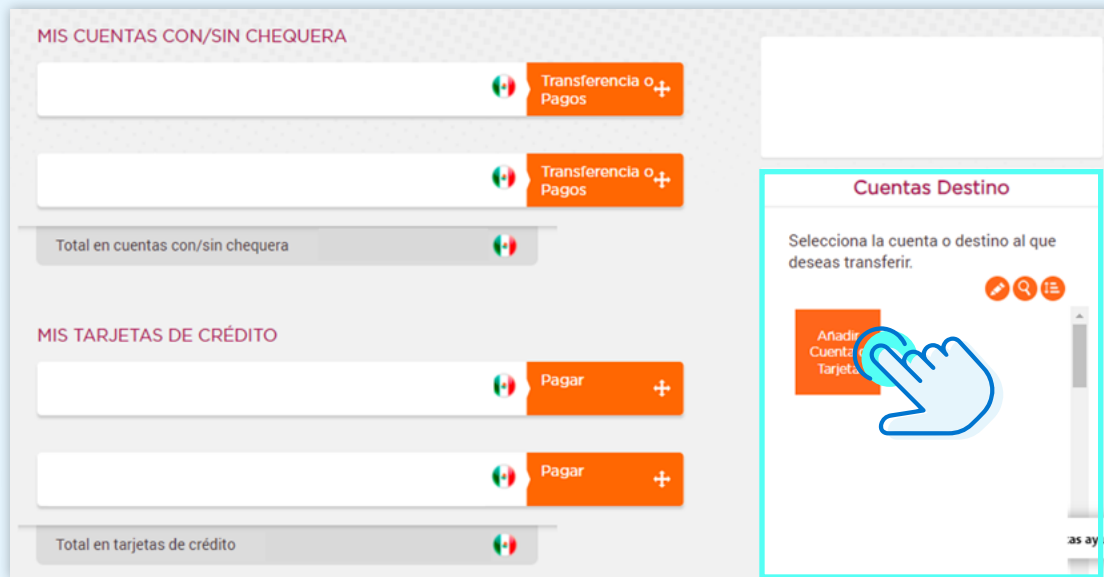 MIS CUENTAS CON/SIN CHEQUERA
Transferencia o
Pagos
Transferencia o
Pagos
Total en cuentas con/sin chequera
MIS TARJETAS DE CRÉDITO
Pagar
Pagar
Total en tarjetas de crédito
Cuentas Destino
Selecciona la cuenta o destino al que
deseas transferir.
Añadir
Cuenta
Tarjeta